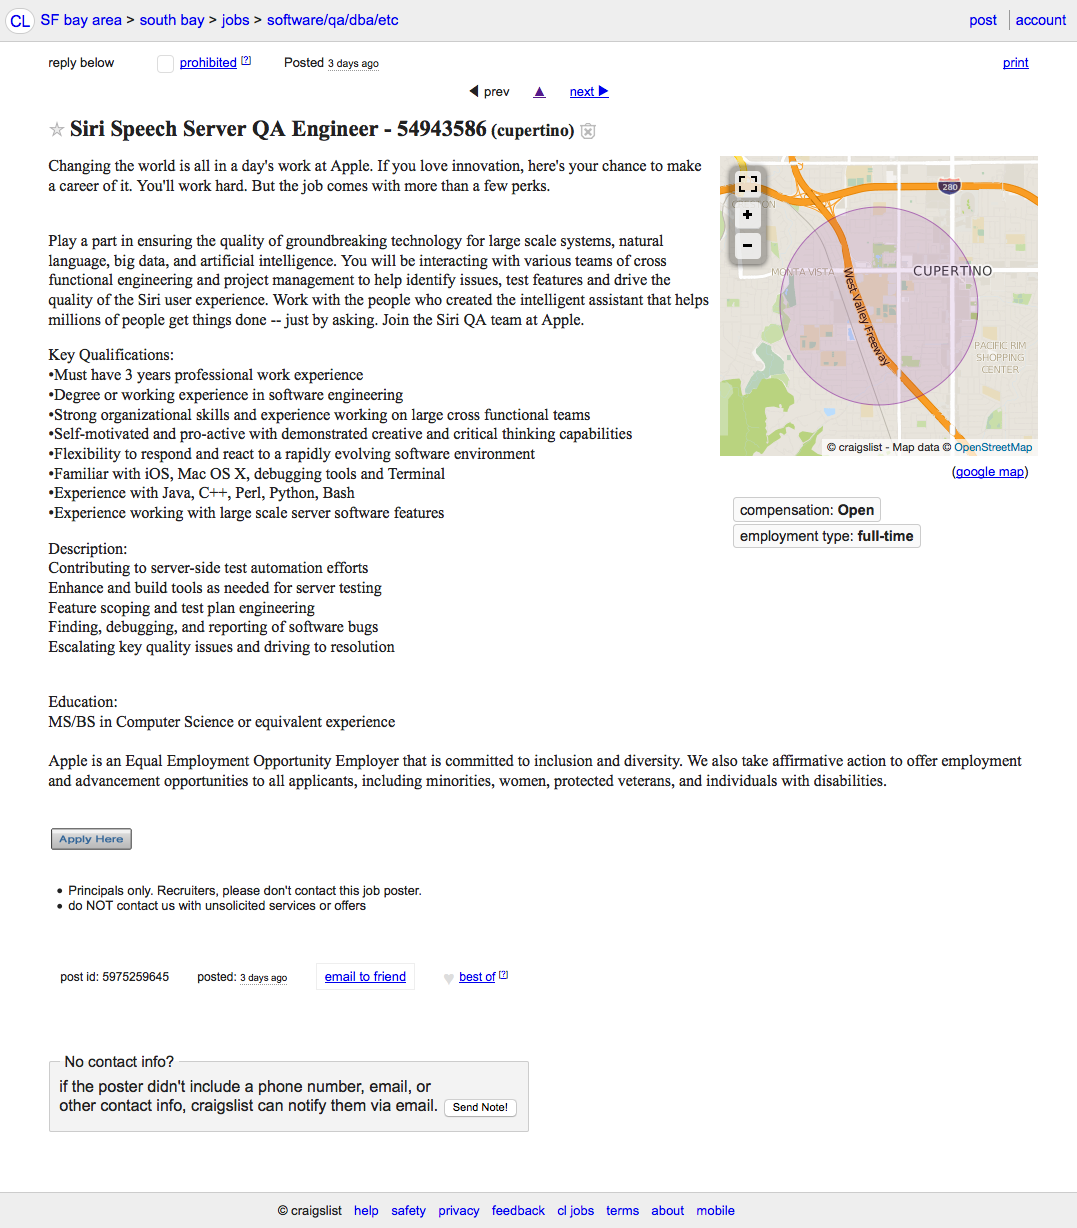 CL SF bay area > south bay > jobs > software/qa/dba/etc post account
reply below prohibited [?] Posted 3 days ago print
◀ prev ▲ next ▶
☆ Siri Speech Server QA Engineer - 54943586 (cupertino)
Changing the world is all in a day's work at Apple. If you love innovation, here's your chance to make
a career of it. You'll work hard. But the job comes with more than a few perks.
Play a part in ensuring the quality of groundbreaking technology for large scale systems, natural
language, big data, and artificial intelligence. You will be interacting with various teams of cross
functional engineering and project management to help identify issues, test features and drive the
quality of the Siri user experience. Work with the people who created the intelligent assistant that helps
millions of people get things done -- just by asking. Join the Siri QA team at Apple.
Key Qualifications:
•Must have 3 years professional work experience
•Degree or working experience in software engineering
•Strong organizational skills and experience working on large cross functional teams
•Self-motivated and pro-active with demonstrated creative and critical thinking capabilities
•Flexibility to respond and react to a rapidly evolving software environment
•Familiar with iOS, Mac OS X, debugging tools and Terminal
•Experience with Java, C++, Perl, Python, Bash
•Experience working with large scale server software features
Description:
Contributing to server-side test automation efforts
Enhance and build tools as needed for server testing
Feature scoping and test plan engineering
Finding, debugging, and reporting of software bugs
Escalating key quality issues and driving to resolution
Education:
MS/BS in Computer Science or equivalent experience
Apple is an Equal Employment Opportunity Employer that is committed to inclusion and diversity. We also take affirmative action to offer employment
and advancement opportunities to all applicants, including minorities, women, protected veterans, and individuals with disabilities.
+
−
280
MONTA VISTA
CUPERTINO
West Valley Freeway
PACIFIC RIM
SHOPPING
CENTER
© craigslist - Map data © OpenStreetMap
(google map)
compensation: Open
employment type: full-time
Apply Here
• Principals only. Recruiters, please don't contact this job poster.
• do NOT contact us with unsolicited services or offers
post id: 5975259645 posted: 3 days ago email to friend ♥ best of [?]
No contact info?
if the poster didn't include a phone number, email, or
other contact info, craigslist can notify them via email. Send Note!
© craigslist help safety privacy feedback cl jobs terms about mobile